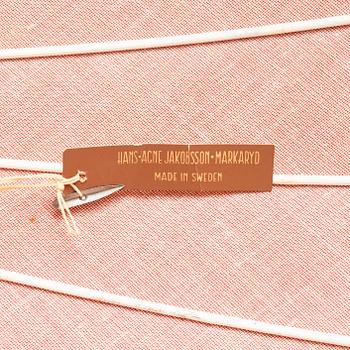 HANS-AGNE JAKOBSSON-MARKARYD
MADE IN SWEDEN